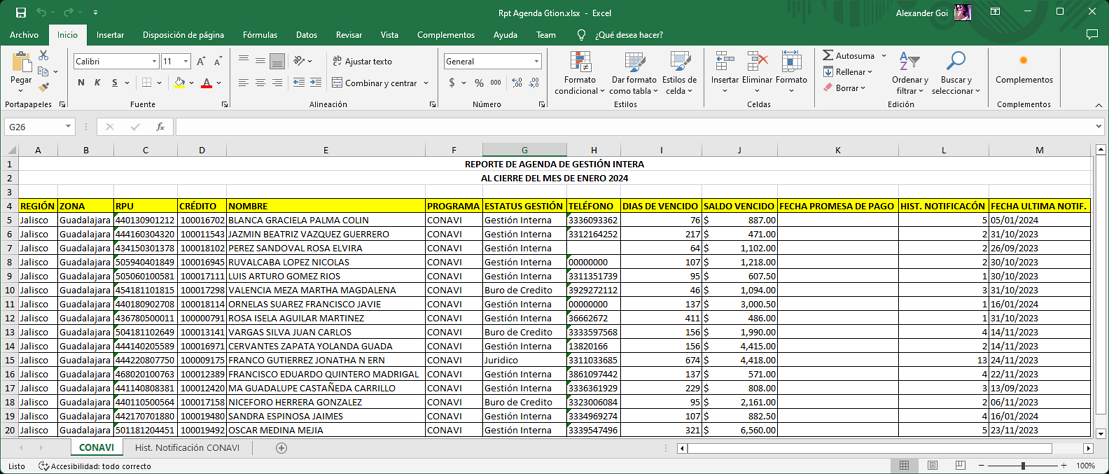 Rpt Agenda Gtion.xlsx - Excel Alexander Goi
Archivo Inicio Insertar Disposición de página Fórmulas Datos Revisar Vista Complementos Ayuda Team ¿Qué desea hacer?
Pegar
Calibri 11
N K S
Ajustar texto
Combinar y centrar
General
$ % 000
Formato condicional
Dar formato como tabla
Estilos de celda
Insertar Eliminar Formato
Autosuma
Rellenar
Borrar
Ordenar y filtrar
Buscar y seleccionar
Complementos
Portapapeles Fuente Alineación Número Estilos Celdas Edición Complementos
G26 fx
A B C D E F G H I J K L M
1 REPORTE DE AGENDA DE GESTIÓN INTERA
2 AL CIERRE DEL MES DE ENERO 2024
3
4 REGIÓN ZONA RPU CRÉDITO NOMBRE PROGRAMA ESTATUS GESTIÓN TELÉFONO DIAS DE VENCIDO SALDO VENCIDO FECHA PROMESA DE PAGO HIST. NOTIFICACÓN FECHA ULTIMA NOTIF.
5 Jalisco Guadalajara 440130901212 100016702 BLANCA GRACIELA PALMA COLIN CONAVI Gestión Interna 3336093362 76 $ 887.00 5 05/01/2024
6 Jalisco Guadalajara 444160304320 100011543 JAZMIN BEATRIZ VAZQUEZ GUERRERO CONAVI Gestión Interna 3312164252 217 $ 471.00 2 31/10/2023
7 Jalisco Guadalajara 434150301378 100018102 PEREZ SANDOVAL ROSA ELVIRA CONAVI Gestión Interna 64 $ 1,102.00 2 26/09/2023
8 Jalisco Guadalajara 505940401849 100016945 RUVALCABA LOPEZ NICOLAS CONAVI Gestión Interna 00000000 107 $ 1,218.00 2 30/10/2023
9 Jalisco Guadalajara 505060100581 100017111 LUIS ARTURO GOMEZ RIOS CONAVI Gestión Interna 3311351739 95 $ 607.50 1 30/10/2023
10 Jalisco Guadalajara 454181101815 100017298 VALENCIA MEZA MARTHA MAGDALENA CONAVI Buro de Credito 3929272112 46 $ 1,094.00 3 31/10/2023
11 Jalisco Guadalajara 440180902708 100018114 ORNELAS SUAREZ FRANCISCO JAVIE CONAVI Gestión Interna 00000000 137 $ 3,000.50 1 16/01/2024
12 Jalisco Guadalajara 436780500011 100000791 ROSA ISELA AGUILAR MARTINEZ CONAVI Gestión Interna 36662672 411 $ 486.00 1 31/10/2023
13 Jalisco Guadalajara 504181102649 100013141 VARGAS SILVA JUAN CARLOS CONAVI Buro de Credito 3333597568 156 $ 1,990.00 4 14/11/2023
14 Jalisco Guadalajara 444140205589 100016971 CERVANTES ZAPATA YOLANDA GUADA CONAVI Gestión Interna 13820166 156 $ 4,415.00 2 14/11/2023
15 Jalisco Guadalajara 444220807750 100009175 FRANCO GUTIERREZ JONATHA N ERN CONAVI Juridico 3311033685 674 $ 4,418.00 13 24/11/2023
16 Jalisco Guadalajara 468020100763 100012389 FRANCISCO EDUARDO QUINTERO MADRIGAL CONAVI Gestión Interna 3861097442 137 $ 571.00 4 22/11/2023
17 Jalisco Guadalajara 441140808381 100012420 MA GUADALUPE CASTAÑEDA CARRILLO CONAVI Gestión Interna 3336361929 229 $ 808.00 3 13/09/2023
18 Jalisco Guadalajara 440110500564 100017158 NICEFORO HERRERA GONZALEZ CONAVI Buro de Credito 3323006084 95 $ 2,161.00 2 06/11/2023
19 Jalisco Guadalajara 442170701880 100019480 SANDRA ESPINOSA JAIMES CONAVI Gestión Interna 3334969274 107 $ 882.50 4 16/01/2024
20 Jalisco Guadalajara 501181204451 100019492 OSCAR MEDINA MEJIA CONAVI Gestión Interna 3339547496 321 $ 6,560.00 5 23/11/2023
CONAVI Hist. Notificación CONAVI
Listo Accesibilidad: todo correcto 100%